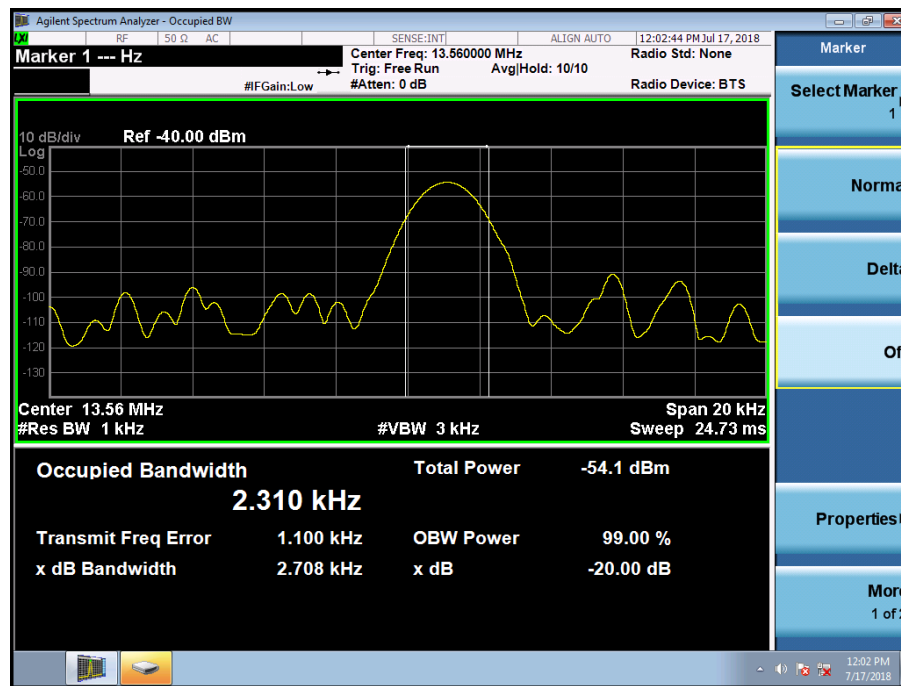 Agilent Spectrum Analyzer - Occupied BW
LXI RF 50 Ω AC SENSE:INT ALIGN AUTO 12:02:44 PM Jul 17, 2018
Marker 1 --- Hz
Center Freq: 13.560000 MHz Radio Std: None
Trig: Free Run Avg|Hold: 10/10
#IFGain:Low #Atten: 0 dB Radio Device: BTS
10 dB/div Ref -40.00 dBm
Log
-50.0
-60.0
-70.0
-80.0
-90.0
-100
-110
-120
-130
Center 13.56 MHz Span 20 kHz
#Res BW 1 kHz #VBW 3 kHz Sweep 24.73 ms
Occupied Bandwidth Total Power -54.1 dBm
2.310 kHz
Transmit Freq Error 1.100 kHz OBW Power 99.00 %
x dB Bandwidth 2.708 kHz x dB -20.00 dB
Marker
Select Marker
1
Norma
Delta
Of
Properties
More
1 of 2
12:02 PM
7/17/2018